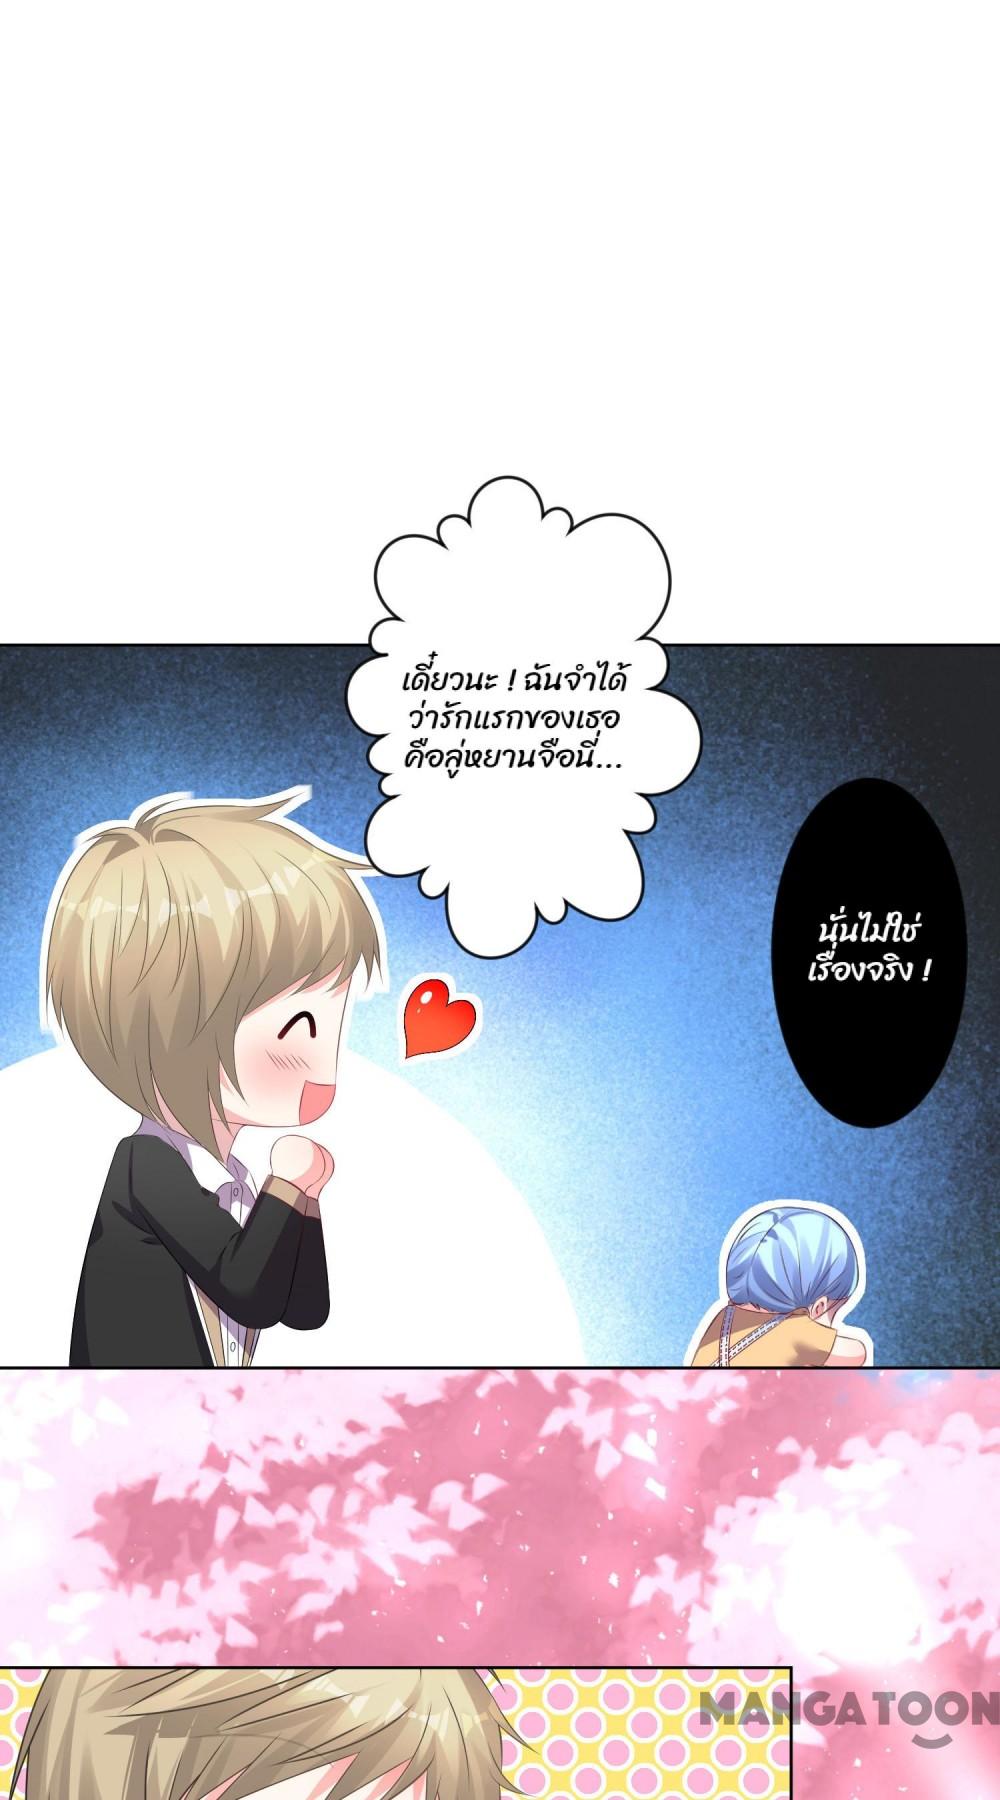 เดี๋ยวนะ ! ฉันจำได้
ว่ารักแรกของเธอ
คือลู่หยานจือนี่...
นั่นไม่ใช่
เรื่องจริง !
MANGATOON